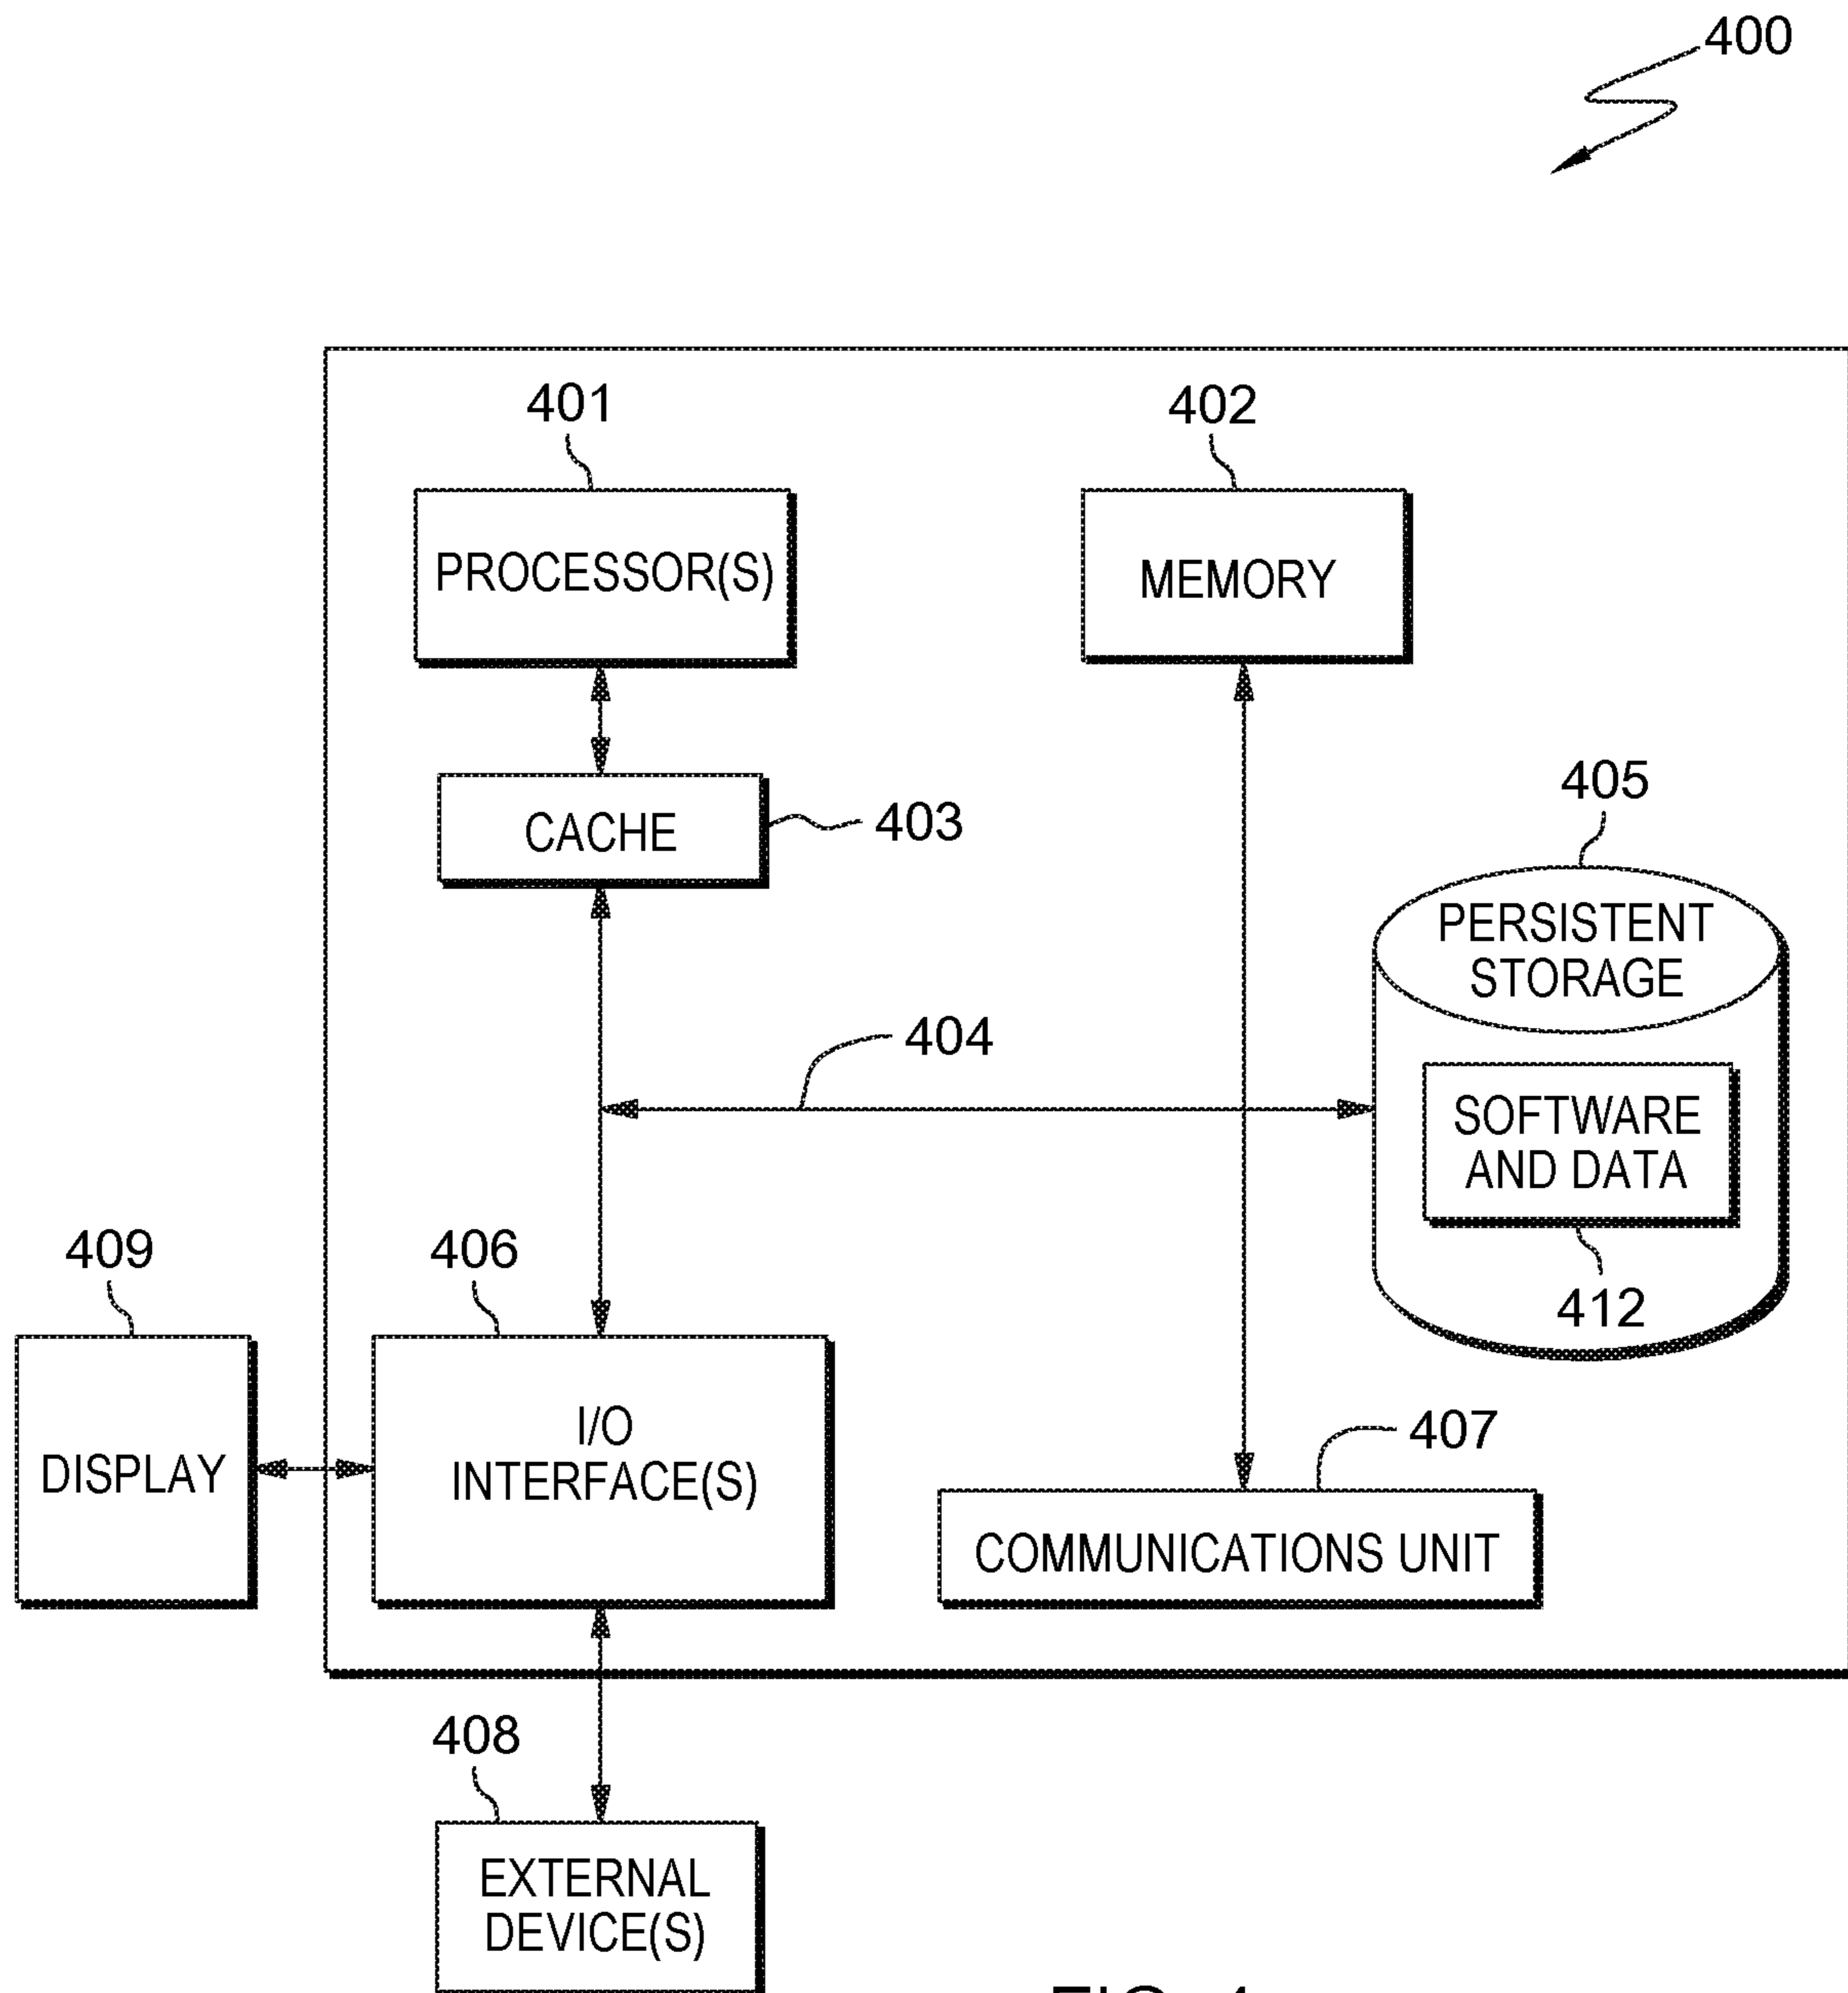 400
401
402
PROCESSOR(S)
MEMORY
CACHE
403
405
PERSISTENT
STORAGE
404
SOFTWARE
AND DATA
412
409
406
DISPLAY
I/O
INTERFACE(S)
407
COMMUNICATIONS UNIT
408
EXTERNAL
DEVICE(S)